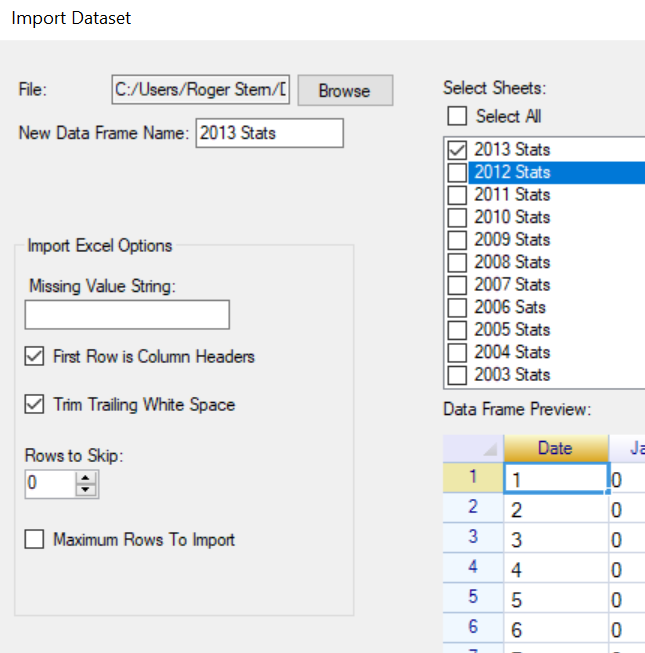 Import Dataset
File: C:/Users/Roger Stern/[ Browse
New Data Frame Name: 2013 Stats
Import Excel Options
Missing Value String:
First Row is Column Headers
Trim Trailing White Space
Rows to Skip:
0
Maximum Rows To Import
Select Sheets:
Select All
2013 Stats
2012 Stats
2011 Stats
2010 Stats
2009 Stats
2008 Stats
2007 Stats
2006 Sats
2005 Stats
2004 Stats
2003 Stats
Data Frame Preview:
Date Ja
1 1 0
2 2 0
3 3 0
4 4 0
5 5 0
6 6 0